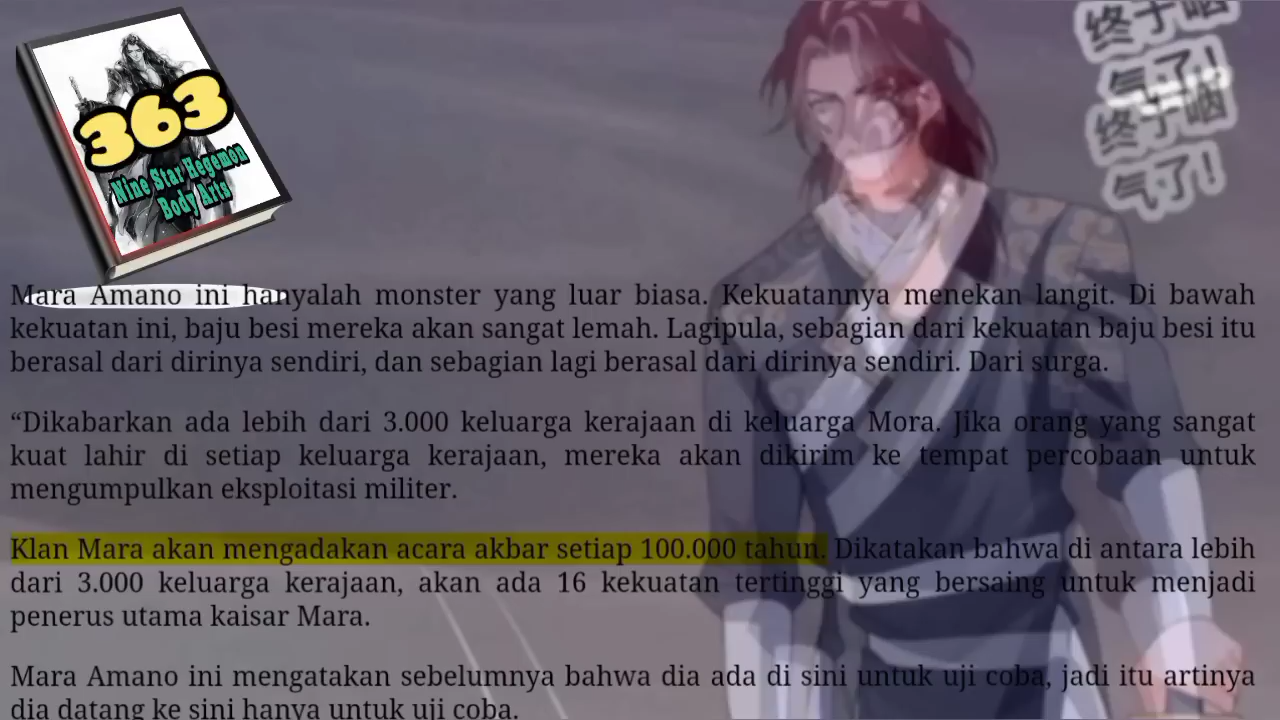 363
Nine Star Hegemon
Body Arts
终于晒
气了!
终于晒
气了!
Mara Amano ini hanyalah monster yang luar biasa. Kekuatannya menekan langit. Di bawah
kekuatan ini, baju besi mereka akan sangat lemah. Lagipula, sebagian dari kekuatan baju besi itu
berasal dari dirinya sendiri, dan sebagian lagi berasal dari dirinya sendiri. Dari surga.
“Dikabarkan ada lebih dari 3.000 keluarga kerajaan di keluarga Mora. Jika orang yang sangat
kuat lahir di setiap keluarga kerajaan, mereka akan dikirim ke tempat percobaan untuk
mengumpulkan eksploitasi militer.
Klan Mara akan mengadakan acara akbar setiap 100.000 tahun. Dikatakan bahwa di antara lebih
dari 3.000 keluarga kerajaan, akan ada 16 kekuatan tertinggi yang bersaing untuk menjadi
penerus utama kaisar Mara.
Mara Amano ini mengatakan sebelumnya bahwa dia ada di sini untuk uji coba, jadi itu artinya
dia datang ke sini hanya untuk uji coba.